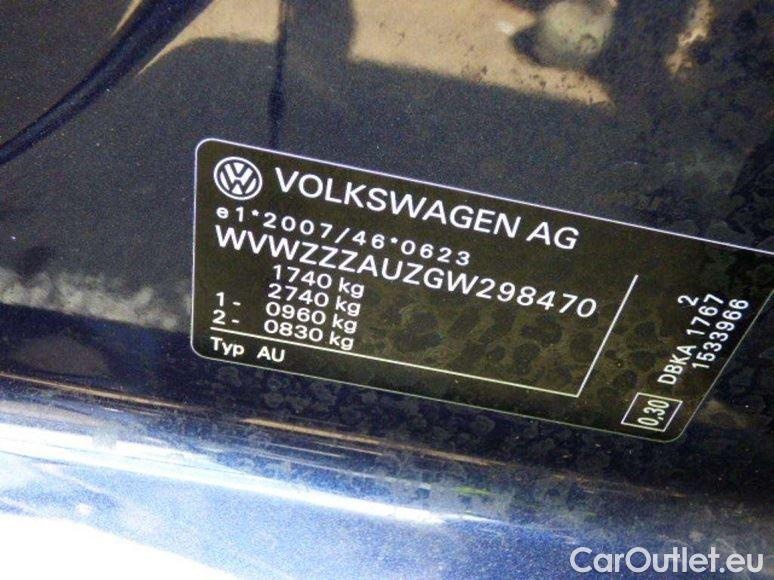 VOLKSWAGEN AG
e1*2007/46*0623
WVWZZZAUZGW298470
1740 kg
2740 kg
1 - 0960 kg
2 - 0830 kg
Typ AU
2
DBKA 1767
1533966
0,30
CarOutlet.eu